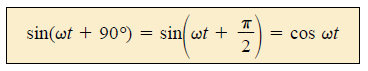 sin(ωt + 90°) = sin(ωt + π/2) = cos ωt